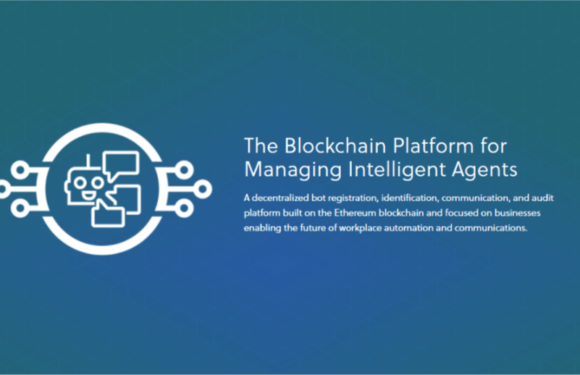 The Blockchain Platform for
Managing Intelligent Agents
A decentralized bot registration, identification, communication, and audit
platform built on the Ethereum blockchain and focused on businesses
enabling the future of workplace automation and communications.